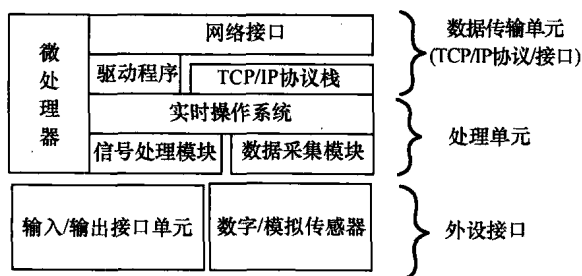 微处理器
网络接口
驱动程序
TCP/IP协议栈
实时操作系统
信号处理模块
数据采集模块
输入/输出接口单元
数字/模拟传感器
数据传输单元
(TCP/IP协议/接口)
处理单元
外设接口